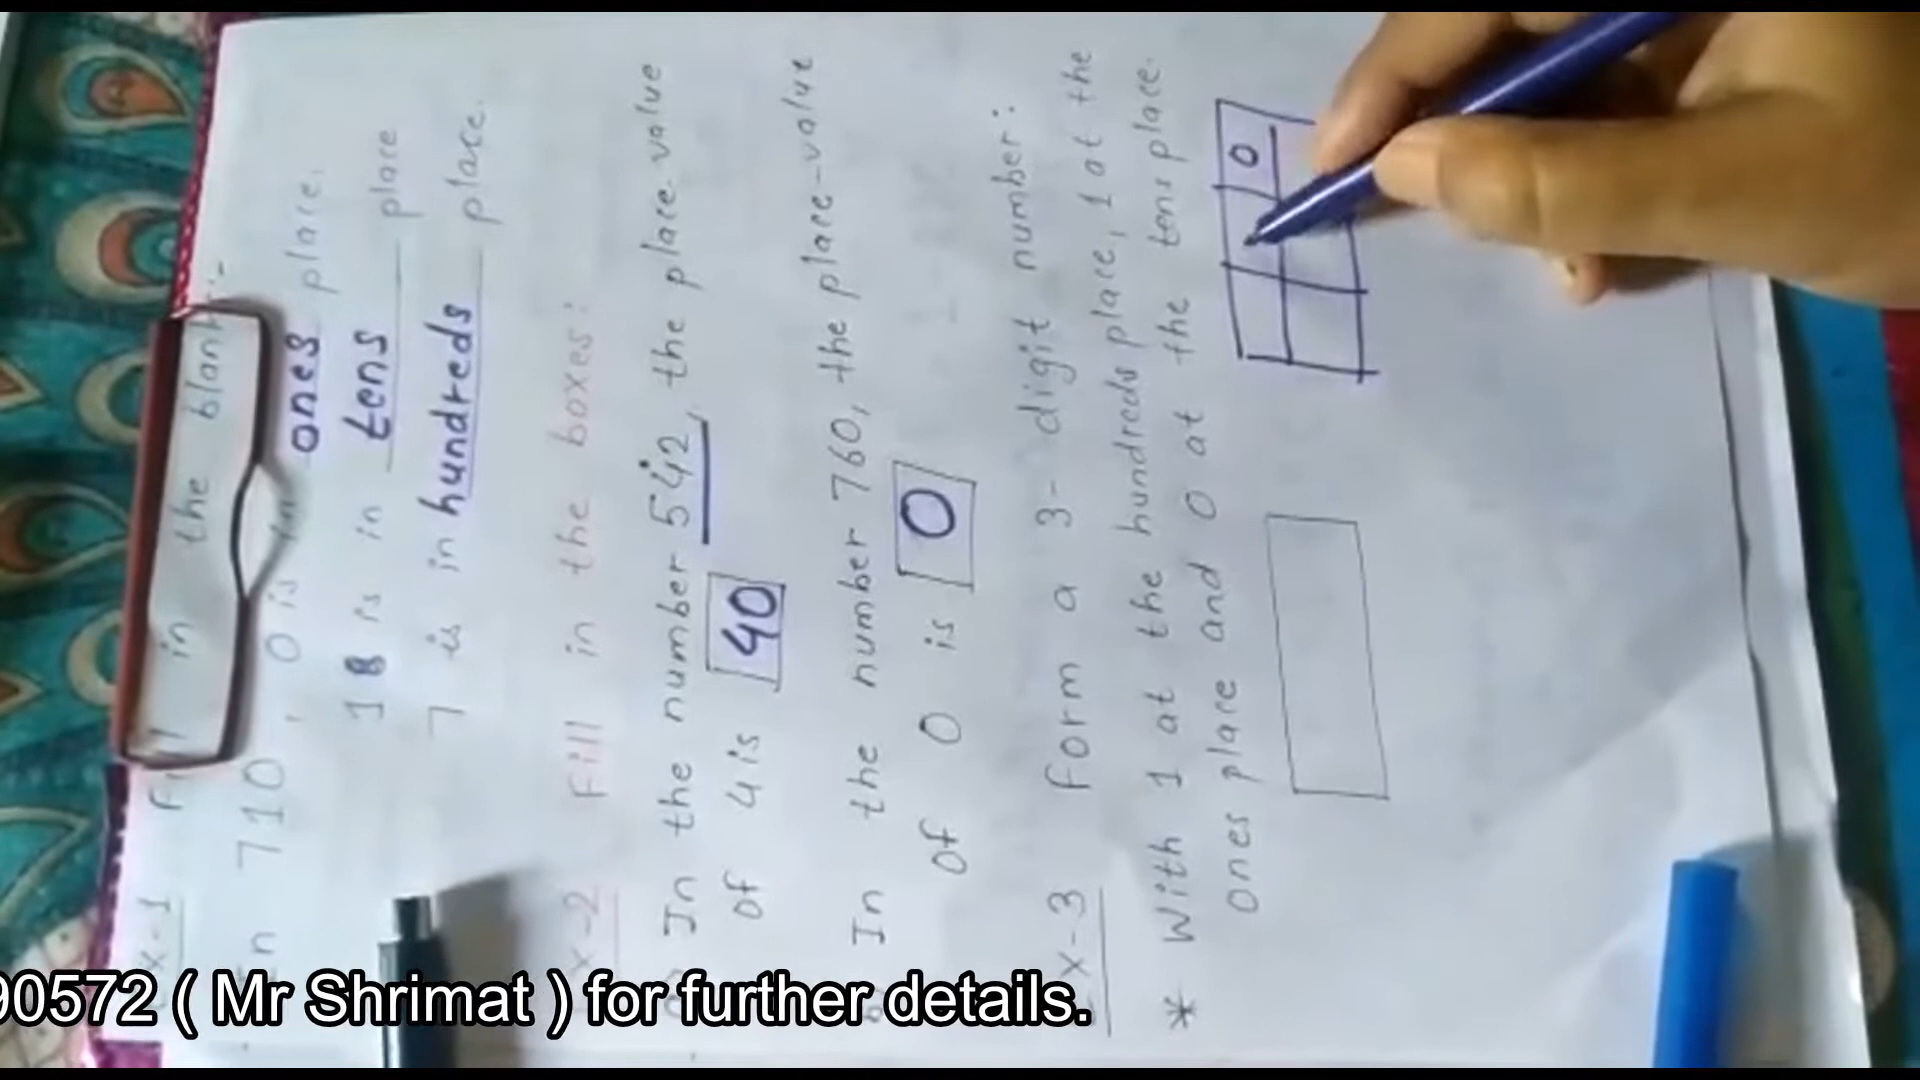 Ex-1 Fill in the blank:-
In 710, 0 is in ones place.
1 is in tens place
7 is in hundreds place.
Ex-2 Fill in the boxes:
In the number 542, the place-value
of 4 is 40
In the number 760, the place-value
of 0 is 0
Ex-3 Form a 3-digit number:
* With 1 at the hundreds place, 1 at the
ones place and 0 at the tens place.
0
90572 ( Mr Shrimat ) for further details.